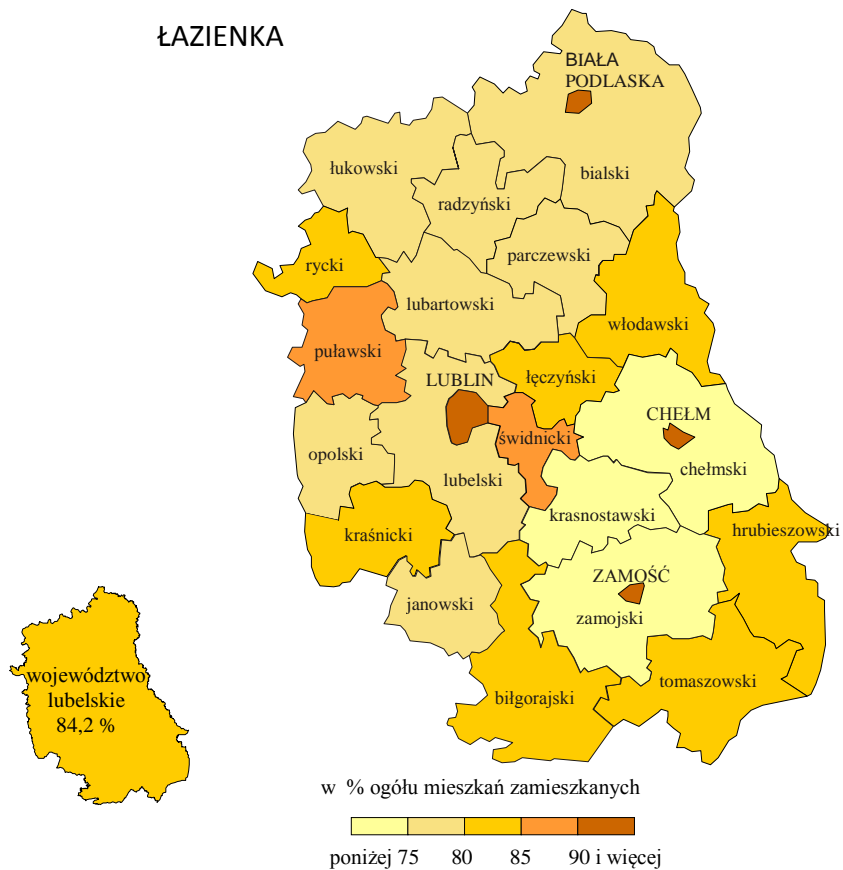 ŁAZIENKA
BIAŁA
PODLASKA
łukowski
bialski
radzyński
parczewski
rycki
lubartowski
włodawski
puławski
łęczyński
LUBLIN
CHEŁM
świdnicki
opolski
chełmski
lubelski
krasnostawski
hrubieszowski
kraśnicki
ZAMOŚĆ
janowski
zamojski
województwo
lubelskie
84,2 %
tomaszowski
biłgorajski
w % ogółu mieszkań zamieszkanych
poniżej 75 80 85 90 i więcej